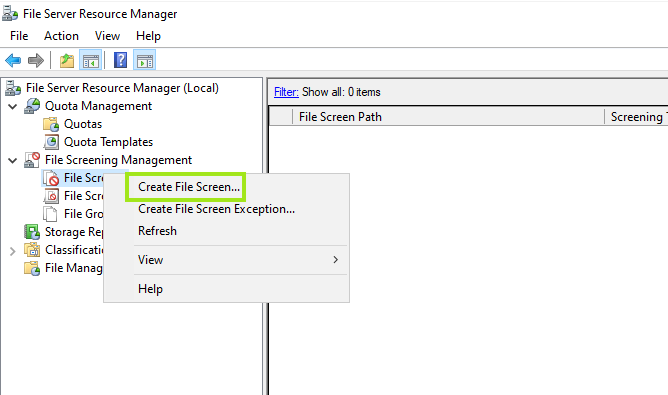 File Server Resource Manager
File Action View Help
File Server Resource Manager (Local)
Quota Management
Quotas
Quota Templates
File Screening Management
File Scre
File Scre
File Gro
Storage Rep
Classificatio
File Manag
Filter: Show all: 0 items
File Screen Path Screening T
Create File Screen...
Create File Screen Exception...
Refresh
View
Help